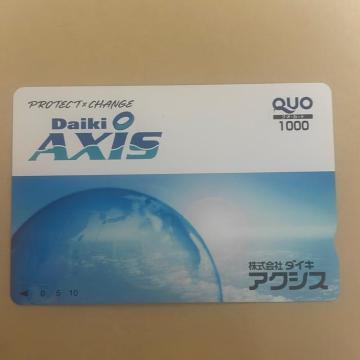 PROTECT×CHANGE
Daiki
AXIS
QUO
クオ・カード
1000
株式会社 ダイキ
アクシス
◀ 0 5 10